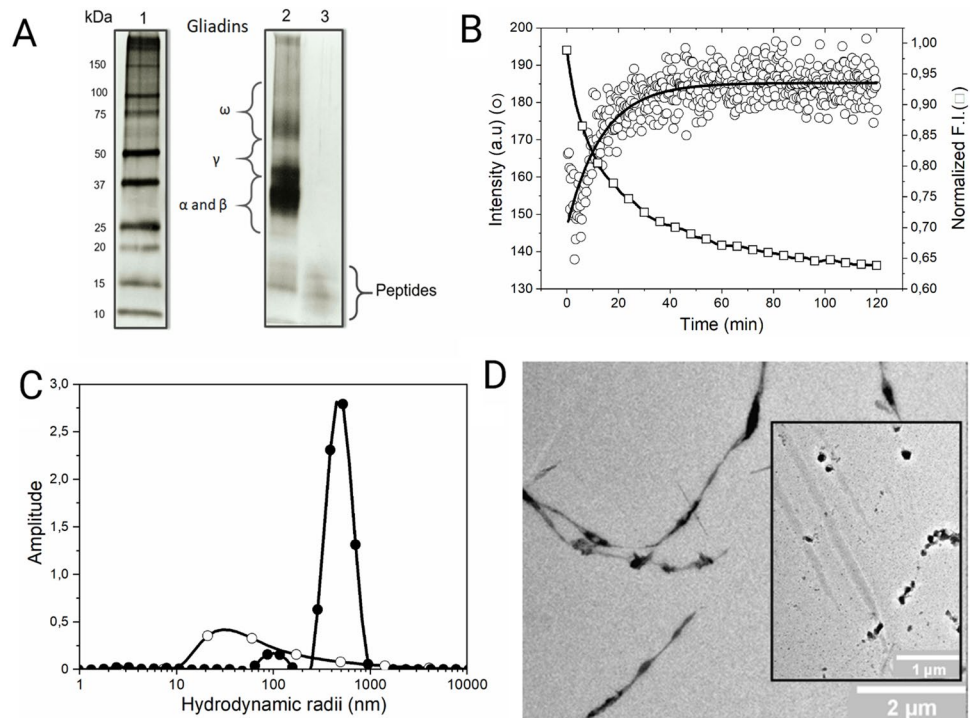 A
kDa
1
Gliadins
2
3
150
100
75
50
37
25
20
15
10
ω
γ
α and β
Peptides
B
200
190
180
170
160
150
140
130
Intensity (a.u) (○)
1,00
0,95
0,90
0,85
0,80
0,75
0,70
0,65
0,60
Normalized F.I.(□)
0
20
40
60
80
100
120
Time (min)
C
3,0
2,5
2,0
1,5
1,0
0,5
0
Amplitude
1
10
100
1000
10000
Hydrodynamic radii (nm)
D
1 µm
2 µm